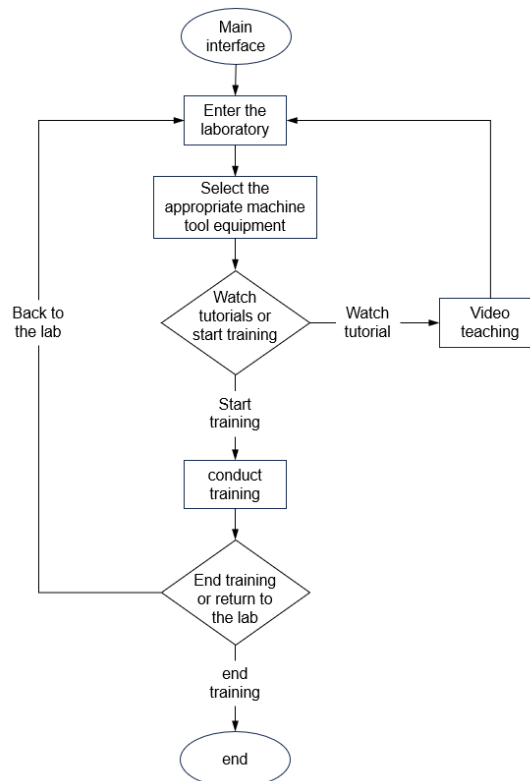 Main
interface
Enter the
laboratory
Select the
appropriate machine
tool equipment
Watch
tutorials or
start training
Watch
tutorial
Video
teaching
Back to
the lab
Start
training
conduct
training
End training
or return to
the lab
end
training
end